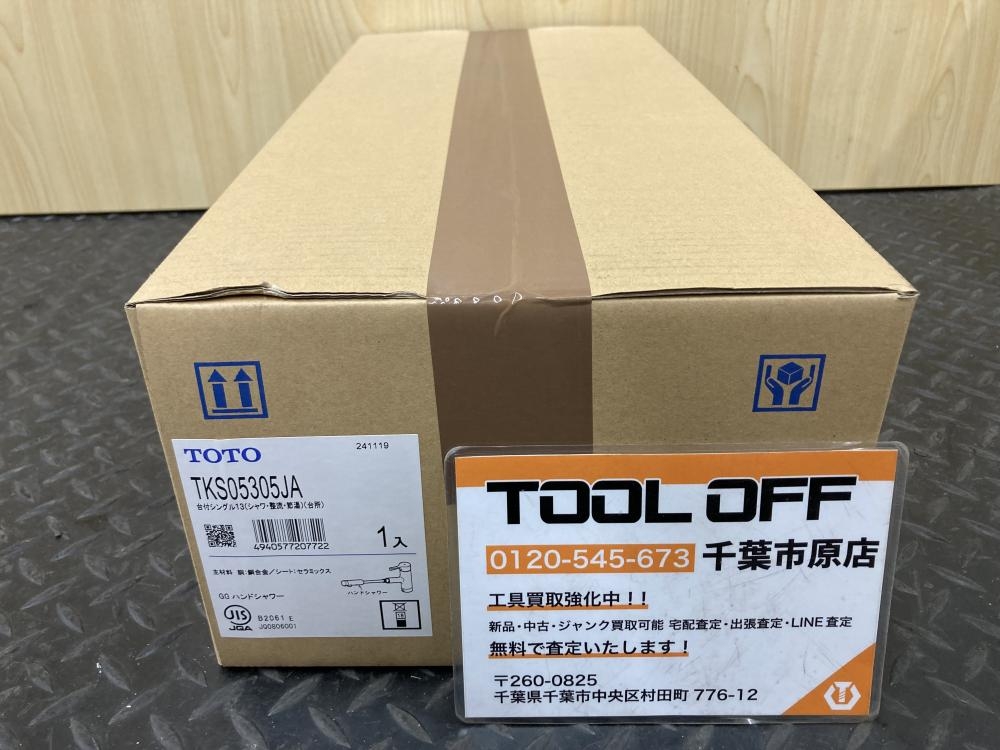 TOTO
241119
TKS05305JA
台付シングル13(シャワ・整流・節湯)(台所)
4940577207722
1入
主材料 銅:銅合金/シート:セラミックス
GG ハンドシャワー
ハンドシャワー
JIS
JGA
B2061 E
JQ0806001
TOOL OFF
0120-545-673 千葉市原店
工具買取強化中!!
新品・中古・ジャンク買取可能 宅配査定・出張査定・LINE査定
無料で査定いたします!
〒260-0825
千葉県千葉市中央区村田町 776-12